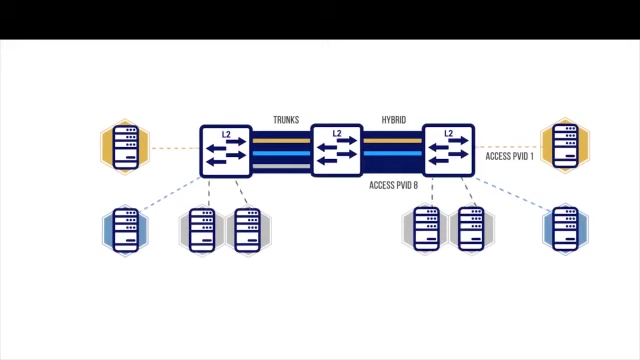 TRUNKS
HYBRID
L2
L2
L2
ACCESS PVID 1
ACCESS PVID 8